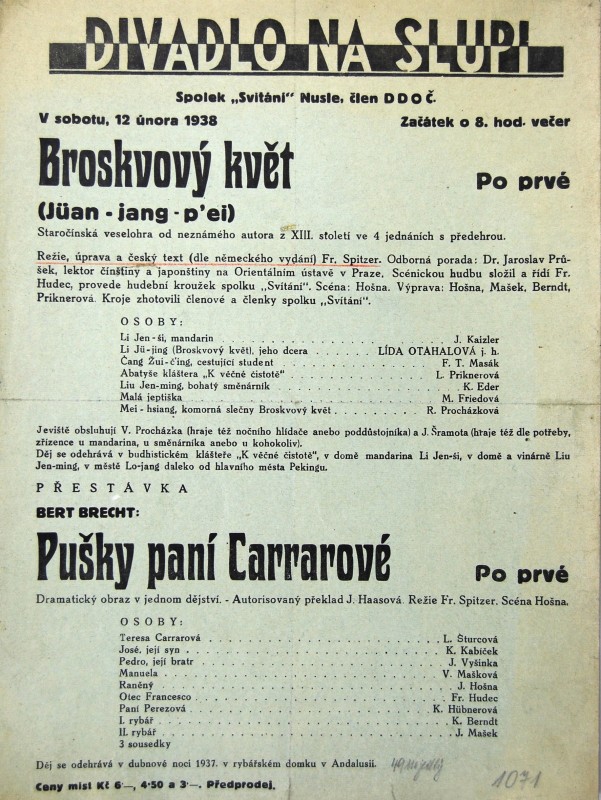 DIVADLO NA SLUPI
Spolek „Svítání" Nusle, člen DDOČ.
V sobotu, 12 února 1938 Začátek o 8. hod. večer
Broskvový květ Po prvé
(Jüan - jang - p'ei)
Staročínská veselohra od neznámého autora z XIII. století ve 4 jednáních s předehrou.
Režie, úprava a český text (dle německého vydání) Fr. Spitzer. Odborná porada: Dr. Jaroslav Prů-
šek, lektor čínštiny a japonštiny na Orientálním ústavě v Praze. Scénickou hudbu složil a řídí Fr.
Hudec, provede hudební kroužek spolku „Svítání". Scéna: Hošna. Výprava: Hošna, Mašek, Berndt,
Priknerová. Kroje zhotovili členové a členky spolku „Svítání".
OSOBY:
Li Jen - ši, mandarin . . . . . . . . . . . . . . . . J. Kaizler
Li Jü - jing (Broskvový květ), jeho dcera . . . . . . LÍDA OTAHALOVÁ j. h.
Čang Žui - č'ing, cestující student . . . . . . . . . . F. T. Masák
Abatyše kláštera "K věčné čistotě" . . . . . . . . . . L. Priknerová
Liu Jen - ming, bohatý směnárník . . . . . . . . . . K. Eder
Malá jeptiška . . . . . . . . . . . . . . . . M. Friedová
Mei - hsiang, komorná slečny Broskvový květ . . . . . . . R. Procházková
Jeviště obsluhují V. Procházka (hraje též nočního hlídače anebo poddůstojníka) a J. Šramota (hraje též dle potřeby,
zřízence u mandarina, u směnárníka anebo u kohokoliv).
Děj se odehrává v budhistickém klášteře „K věčné čistotě", v domě mandarina Li Jen-ši, v domě a vinárně Liu
Jen-ming, v městě Lo-jang daleko od hlavního města Pekingu.
PŘESTÁVKA
BERT BRECHT:
Pušky paní Carrarové Po prvé
Dramatický obraz v jednom dějství. - Autorisovaný překlad J. Haasová. Režie Fr. Spitzer. Scéna Hošna.
OSOBY:
Teresa Carrarová . . . . . . . . . . . . . . . . L. Šturcová
José, její syn . . . . . . . . . . . . . . . . K. Kabíček
Pedro, její bratr . . . . . . . . . . . . . . . . J. Vyšinka
Manuela . . . . . . . . . . . . . . . . V. Mašková
Raněný . . . . . . . . . . . . . . . . J. Hošna
Otec Francesco . . . . . . . . . . . . . . . . Fr. Hudec
Paní Perezová . . . . . . . . . . . . . . . . K. Hübnerová
I. rybář . . . . . . . . . . . . . . . . K. Berndt
II. rybář . . . . . . . . . . . . . . . . J. Mašek
3 sousedky
Děj se odehrává v dubnové noci 1937. v rybářském domku v Andalusii.
Ceny míst Kč 6·—, 4·50 a 3·—. Předprodej. 1071